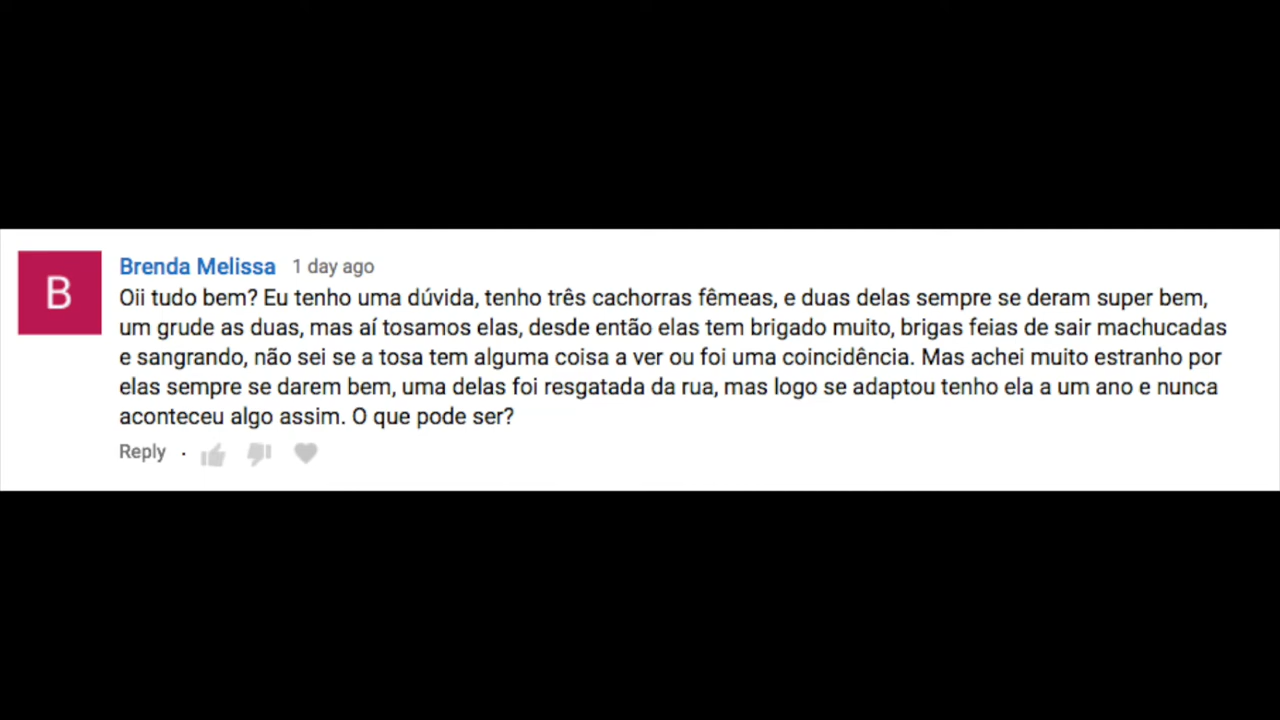 B
Brenda Melissa 1 day ago
Oii tudo bem? Eu tenho uma dúvida, tenho três cachorras fêmeas, e duas delas sempre se deram super bem,
um grude as duas, mas aí tosamos elas, desde então elas tem brigado muito, brigas feias de sair machucadas
e sangrando, não sei se a tosa tem alguma coisa a ver ou foi uma coincidência. Mas achei muito estranho por
elas sempre se darem bem, uma delas foi resgatada da rua, mas logo se adaptou tenho ela a um ano e nunca
aconteceu algo assim. O que pode ser?
Reply ·